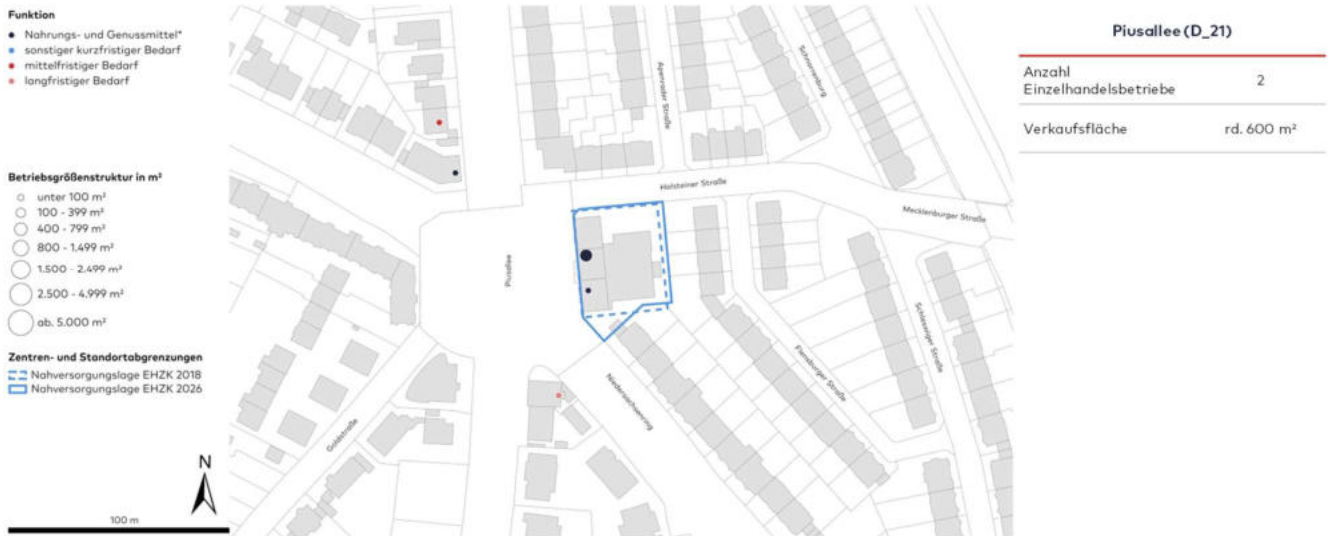 Funktion
Nahrungs- und Genussmittel*
sonstiger kurzfristiger Bedarf
mittelfristiger Bedarf
langfristiger Bedarf
Betriebsgrößenstruktur in m²
unter 100 m²
100 - 399 m²
400 - 799 m²
800 - 1.499 m²
1.500 - 2.499 m²
2.500 - 4.999 m²
ab. 5.000 m²
Zentren- und Standortabgrenzungen
Nahversorgungslage EHZK 2018
Nahversorgungslage EHZK 2026
N
100 m
Apenrader Straße
Schnorrenburg
Holsteiner Straße
Mecklenburger Straße
Piusallee
Schleswiger Straße
Flensburger Straße
Niedersachsenring
Goldstraße
Piusallee (D_21)
Anzahl
Einzelhandelsbetriebe 2
Verkaufsfläche rd. 600 m²